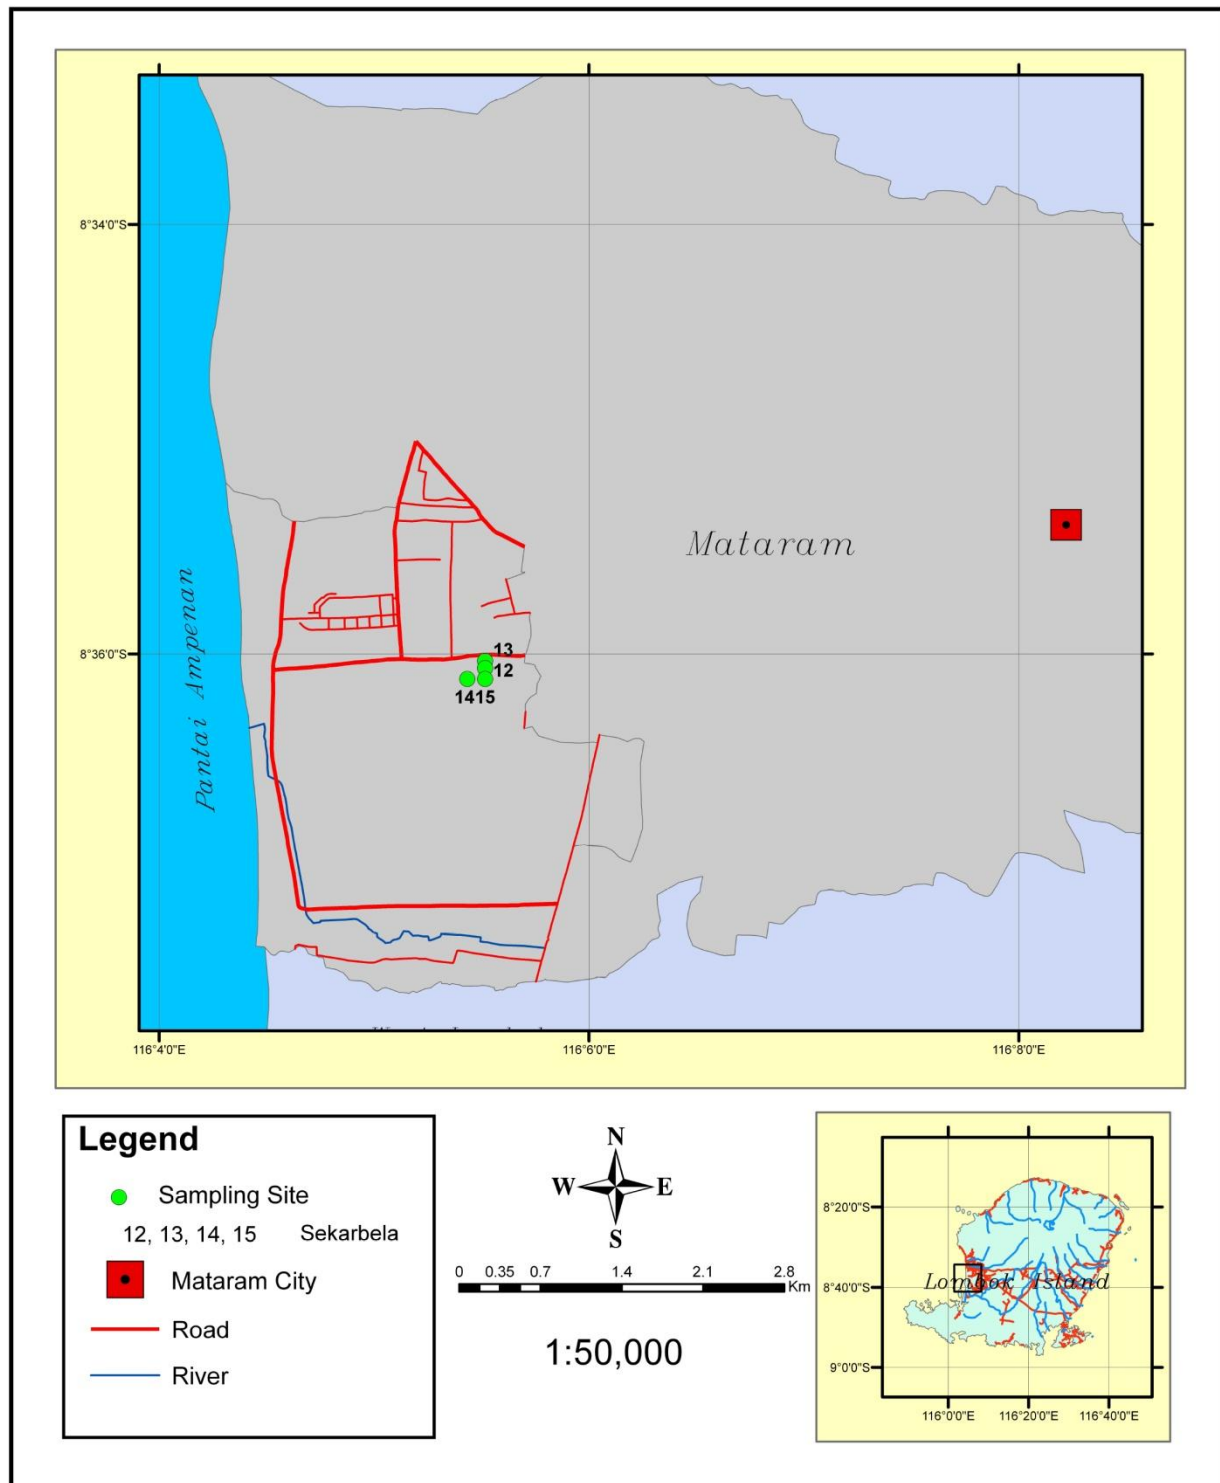 8°34'0"S
Mataram
Pantai Ampenan
8°36'0"S
13
12
1415
116°4'0"E
116°6'0"E
116°8'0"E
Legend
Sampling Site
12, 13, 14, 15 Sekarbela
Mataram City
Road
River
N
W E
S
0 0.35 0.7 1.4 2.1 2.8
Km
1:50,000
8°20'0"S
Lombok Island
8°40'0"S
9°0'0"S
116°0'0"E
116°20'0"E
116°40'0"E